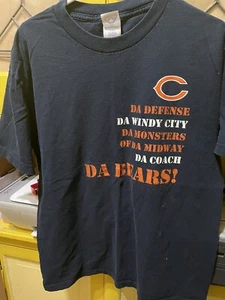 C
DA DEFENSE
DA WINDY CITY
DA MONSTERS
OF DA MIDWAY
DA COACH
DA BEARS!